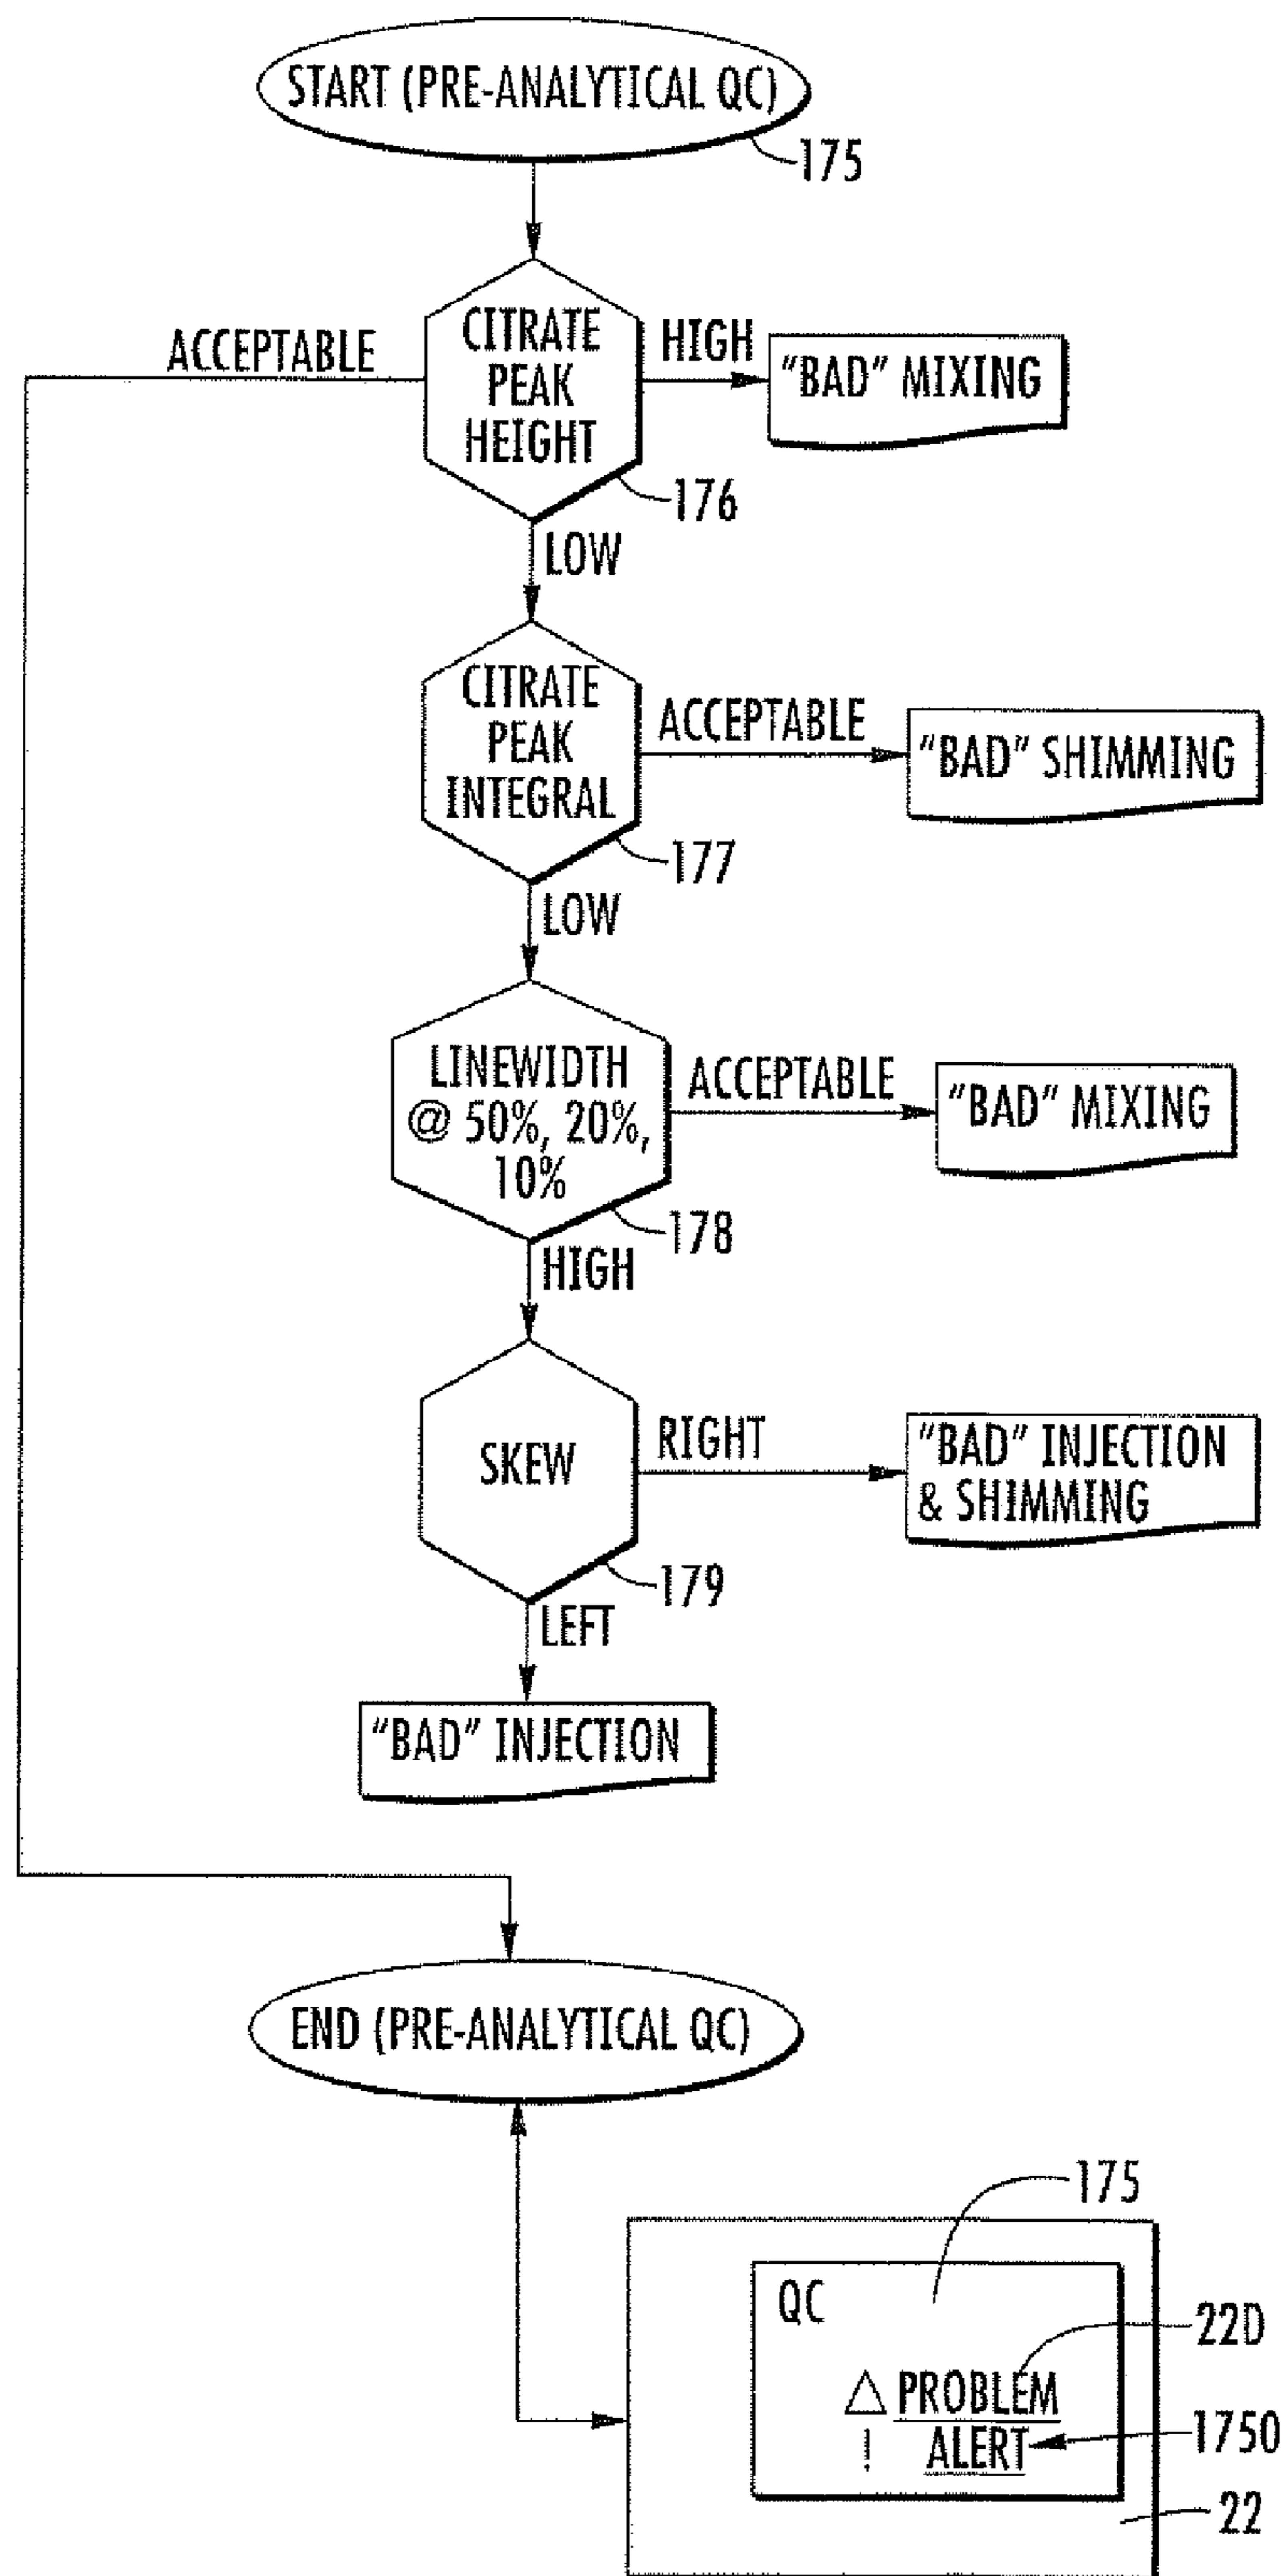 START (PRE-ANALYTICAL QC)
175
CITRATE
PEAK
HEIGHT
ACCEPTABLE
HIGH
"BAD" MIXING
176
LOW
CITRATE
PEAK
INTEGRAL
ACCEPTABLE
"BAD" SHIMMING
177
LOW
LINEWIDTH
@ 50%, 20%,
10%
ACCEPTABLE
"BAD" MIXING
178
HIGH
SKEW
RIGHT
"BAD" INJECTION
& SHIMMING
179
LEFT
"BAD" INJECTION
END (PRE-ANALYTICAL QC)
175
QC
22D
PROBLEM
! ALERT
1750
22